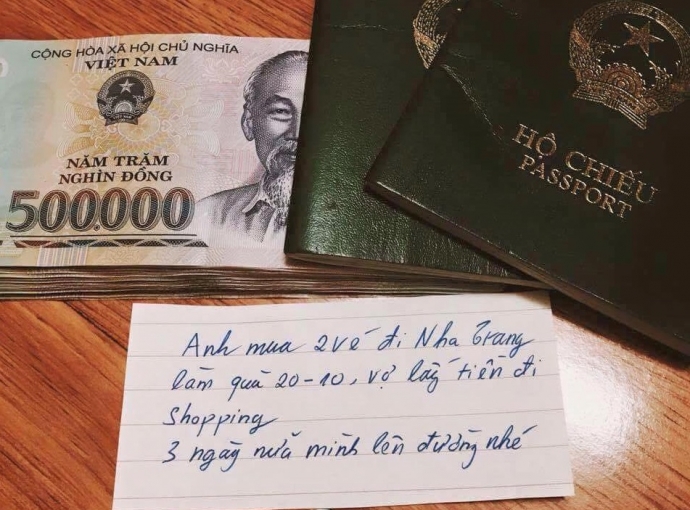 CỘNG HÒA XÃ HỘI CHỦ NGHĨA
VIỆT NAM
NĂM TRĂM
NGHÌN ĐỒNG
500.000
HỘ CHIẾU
PASSPORT
Anh mua 2 vé đi Nha Trang
làm quà 20-10, vợ lấy tiền đi
Shopping
3 ngày nữa mình lên đường nhé